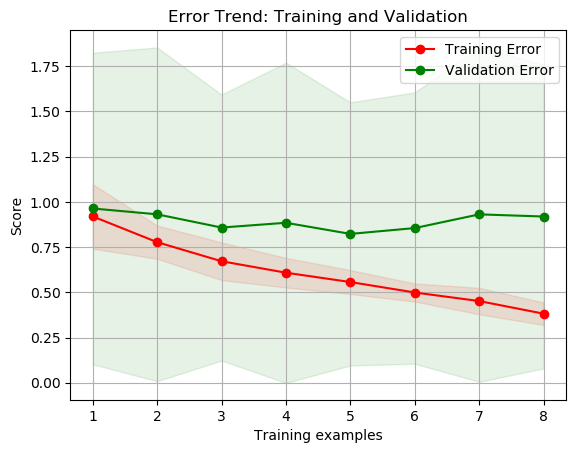 Error Trend: Training and Validation
Training Error
Validation Error
1.75
1.50
1.25
1.00
0.75
0.50
0.25
0.00
Score
1 2 3 4 5 6 7 8
Training examples